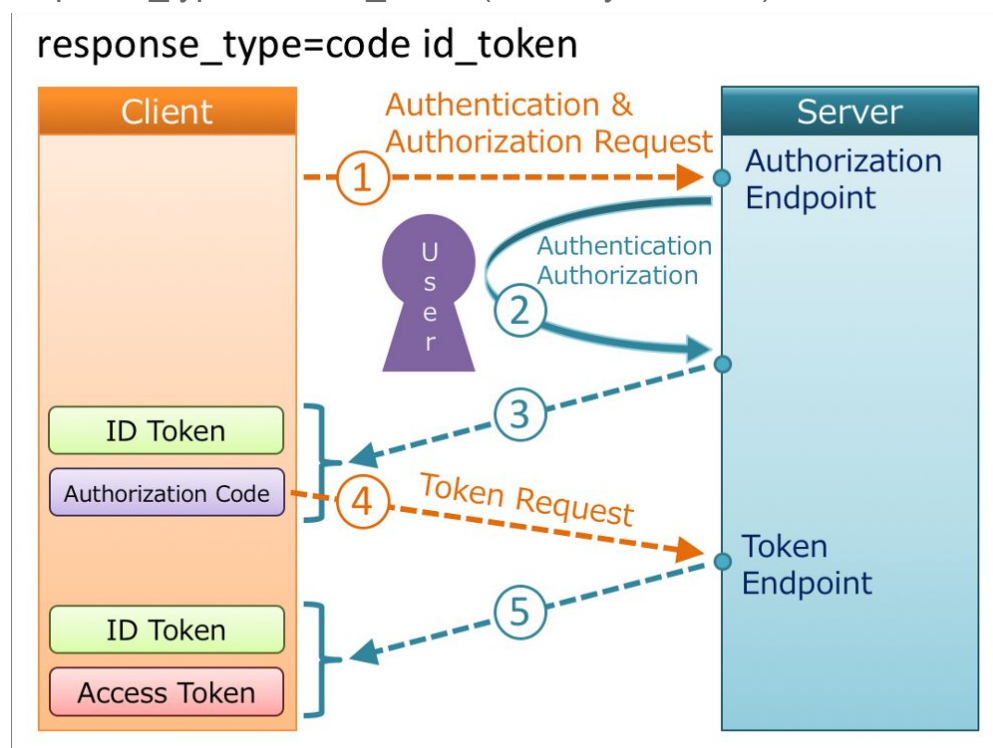 response_type=code id_token
Client
Authentication &
Authorization Request
Server
1
Authorization
Endpoint
User
Authentication
Authorization
2
3
ID Token
Authorization Code
4
Token Request
Token
Endpoint
5
ID Token
Access Token